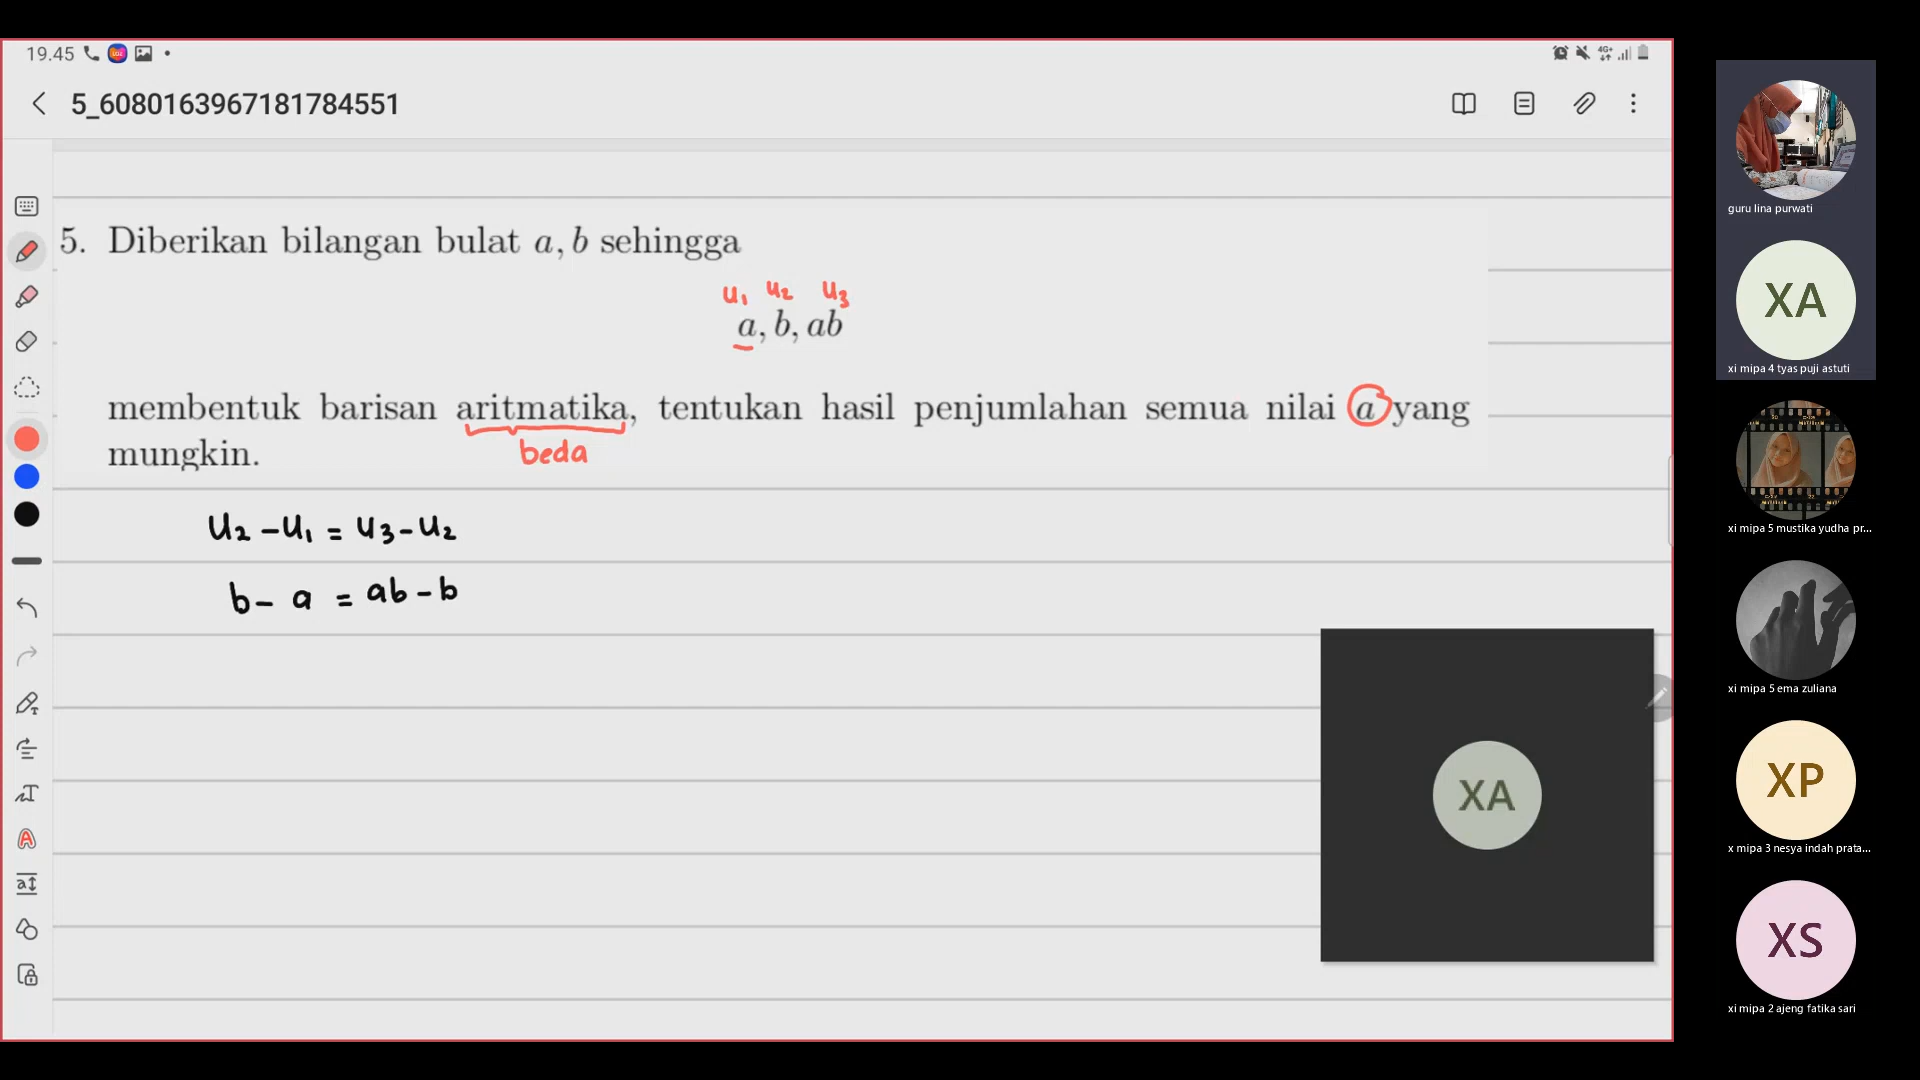 19.45
4G+
5_6080163967181784551
5. Diberikan bilangan bulat a, b sehingga
u₁ u₂ u₃
a, b, ab
membentuk barisan aritmatika, tentukan hasil penjumlahan semua nilai a yang
mungkin.
beda
u₂ - u₁ = u₃ - u₂
b - a = ab - b
XA
guru lina purwati
XA
xi mipa 4 tyas puji astuti
xi mipa 5 mustika yudha pr...
xi mipa 5 ema zuliana
XP
x mipa 3 nesya indah prata...
XS
xi mipa 2 ajeng fatika sari